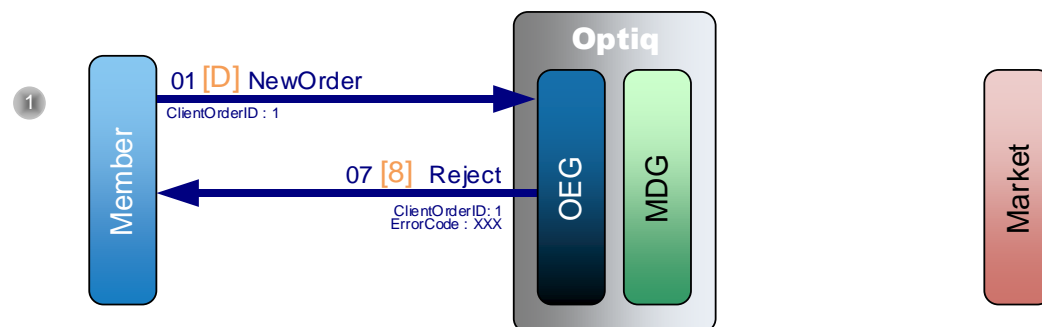 Optiq
1
Member
01 [D] NewOrder
ClientOrderID : 1
07 [8] Reject
ClientOrderID: 1
ErrorCode : XXX
OEG
MDG
Market